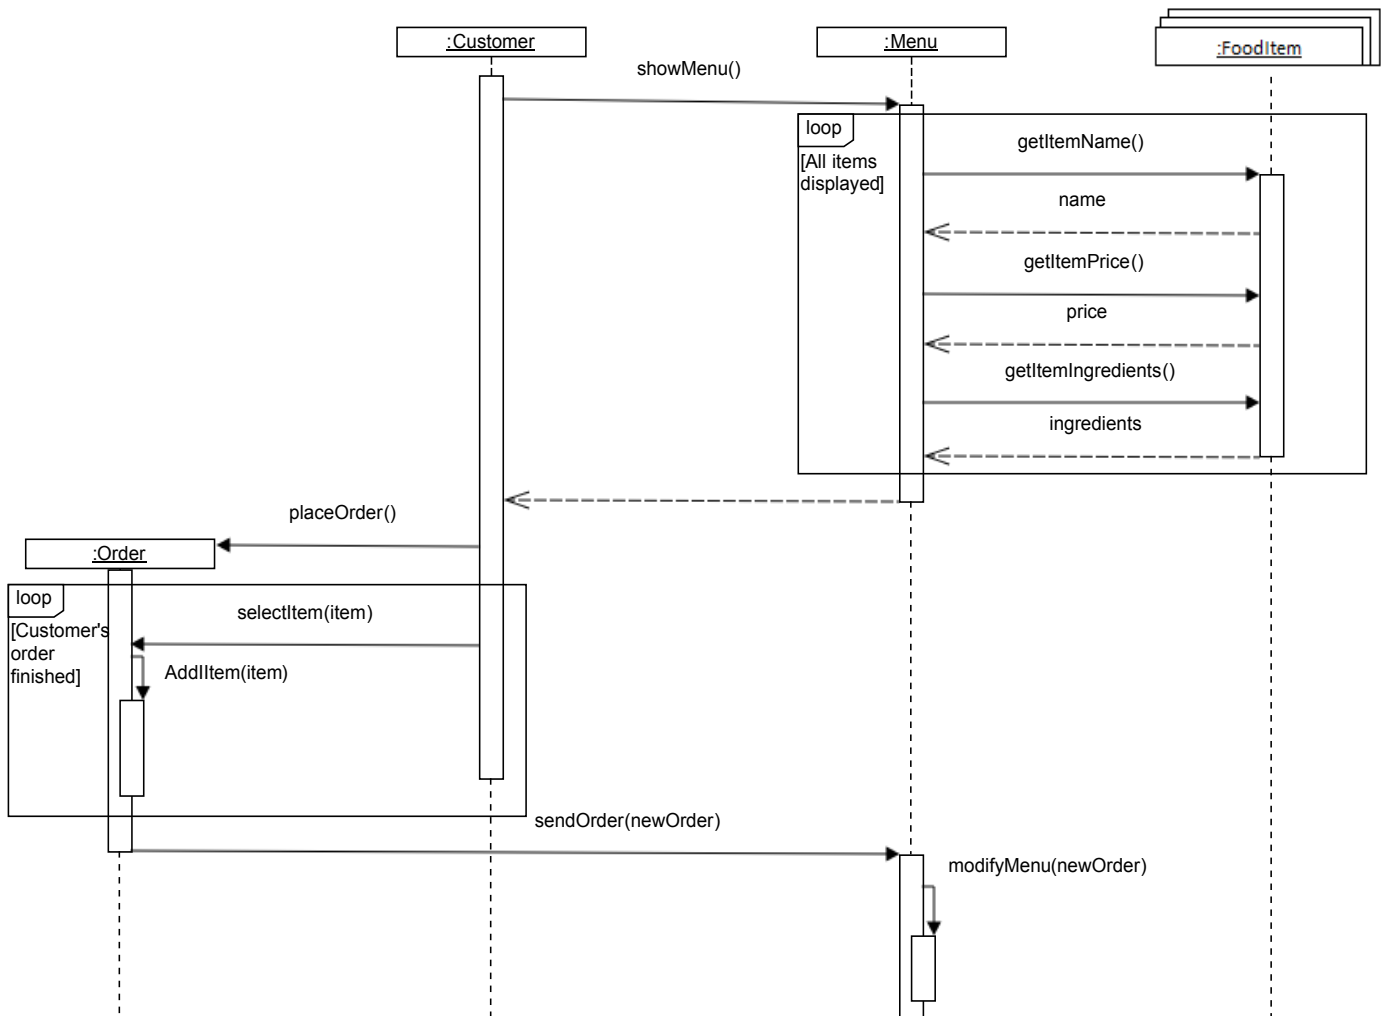 :Customer
:Menu
:FoodItem
showMenu()
loop
[All items
displayed]
getItemName()
name
getItemPrice()
price
getItemIngredients()
ingredients
placeOrder()
:Order
loop
[Customer's
order
finished]
selectItem(item)
AddIItem(item)
sendOrder(newOrder)
modifyMenu(newOrder)